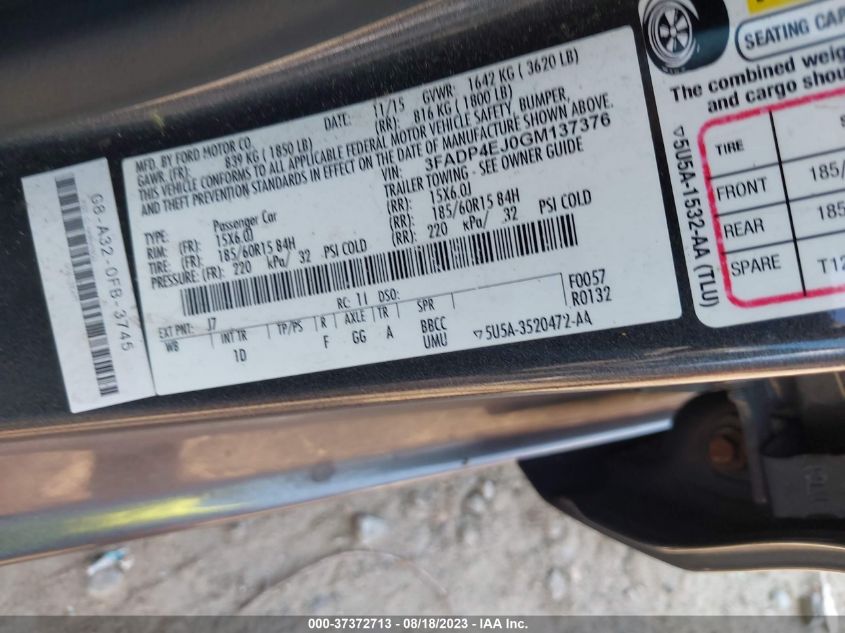 G8-A32 0FB-3745
MFD. BY FORD MOTOR CO.
DATE: 11/15 GVWR: 1642 KG ( 3620 LB)
GAWR: (FR): 839 KG ( 1850 LB) (RR): 816 KG ( 1800 LB)
THIS VEHICLE CONFORMS TO ALL APPLICABLE FEDERAL MOTOR VEHICLE SAFETY, BUMPER,
AND THEFT PREVENTION STANDARDS IN EFFECT ON THE DATE OF MANUFACTURE SHOWN ABOVE.
VIN: 3FADP4EJ0GM137376
TYPE: Passenger Car TRAILER TOWING - SEE OWNER GUIDE
RIM: (FR): 15X6.0J (RR): 15X6.0J
TIRE: (FR): 185/60R15 84H (RR): 185/60R15 84H
PRESSURE: (FR): 220 kPa/ 32 PSI COLD (RR): 220 kPa/ 32 PSI COLD
RC: 11 DSO: F0057
EXT PNT: J7 R0132
WB INT TR TP/PS R AXLE TR SPR
1D F GG A BBCC
UMU
▽5U5A-3520472-AA
SEATING CAP
The combined weig
and cargo shou
TIRE
FRONT 185/
REAR 185
SPARE T12
▽5U5A-1532-AA (TLU)
000-37372713 - 08/18/2023 - IAA Inc.